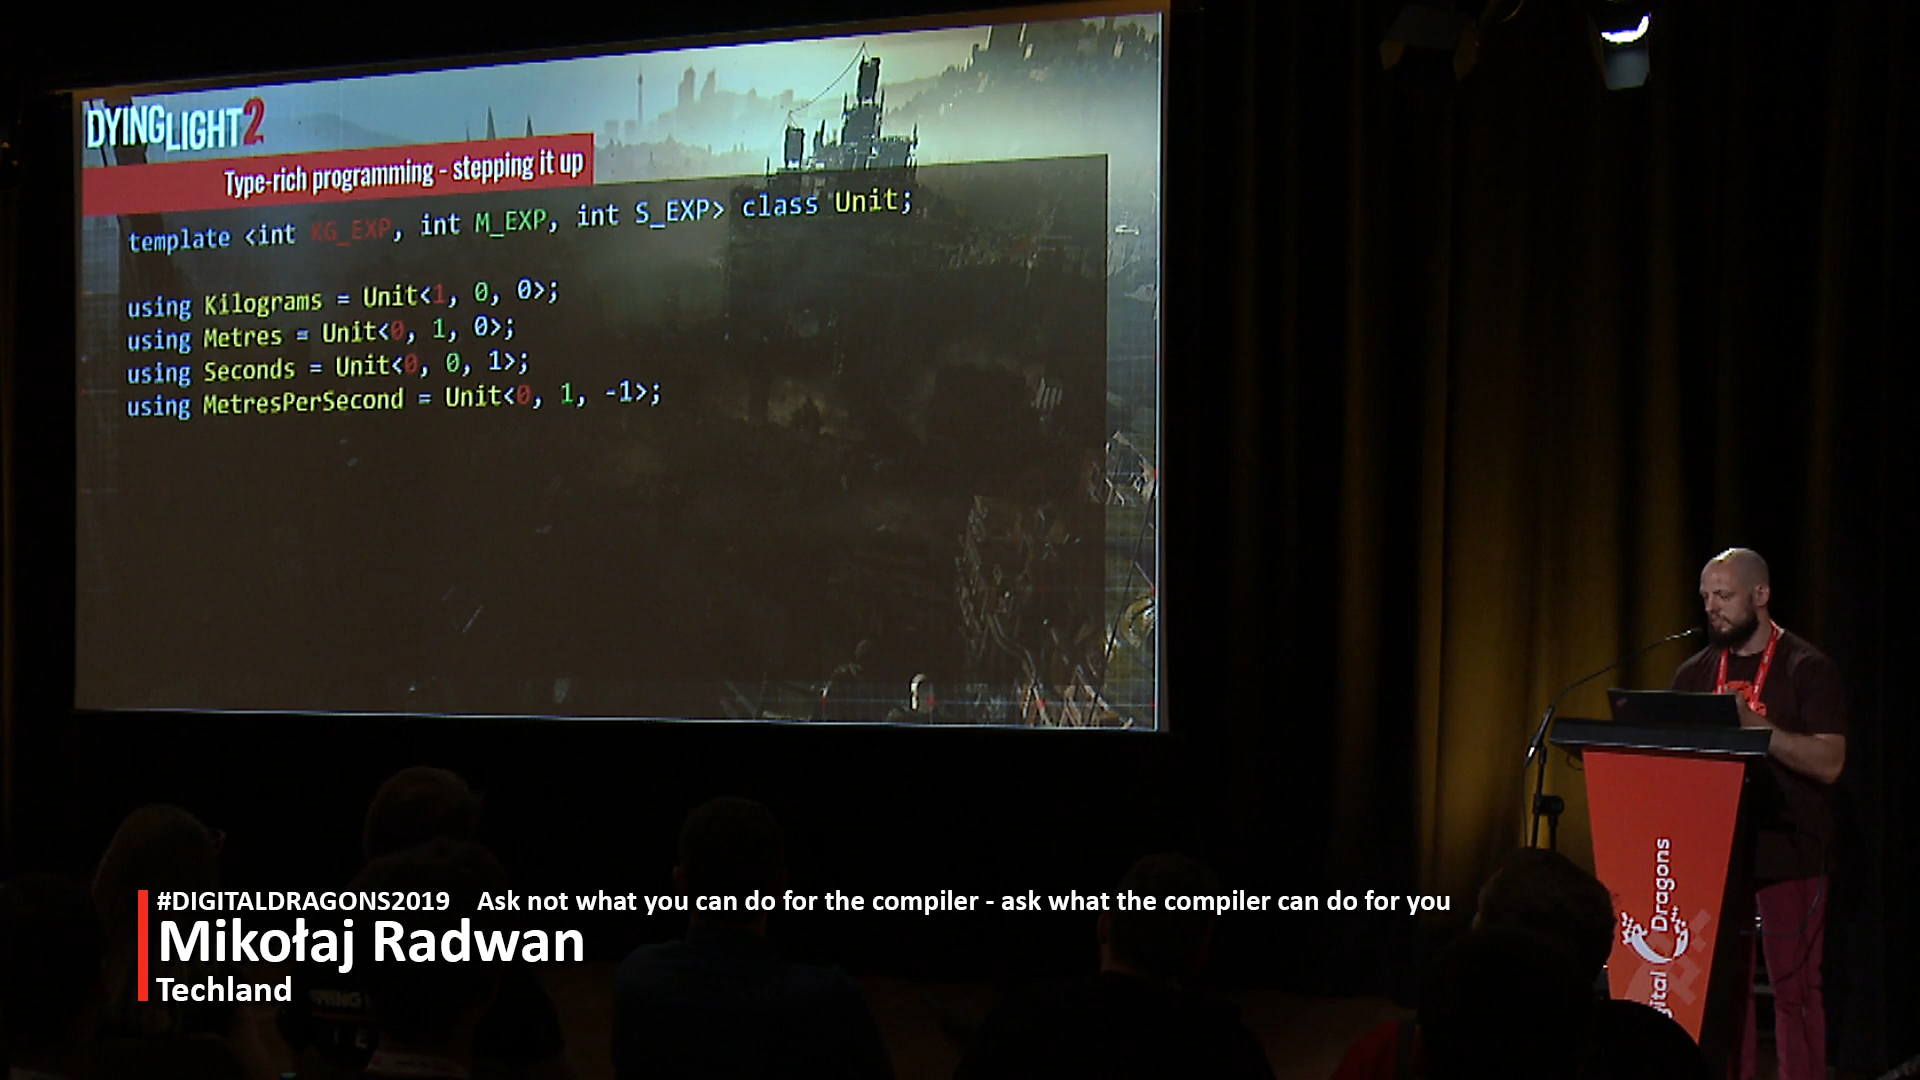 DYINGLIGHT2
Type-rich programming - stepping it up
template <int KG_EXP, int M_EXP, int S_EXP> class Unit;
using Kilograms = Unit<1, 0, 0>;
using Metres = Unit<0, 1, 0>;
using Seconds = Unit<0, 0, 1>;
using MetresPerSecond = Unit<0, 1, -1>;
#DIGITALDRAGONS2019 Ask not what you can do for the compiler - ask what the compiler can do for you
Mikołaj Radwan
Techland
Dragons